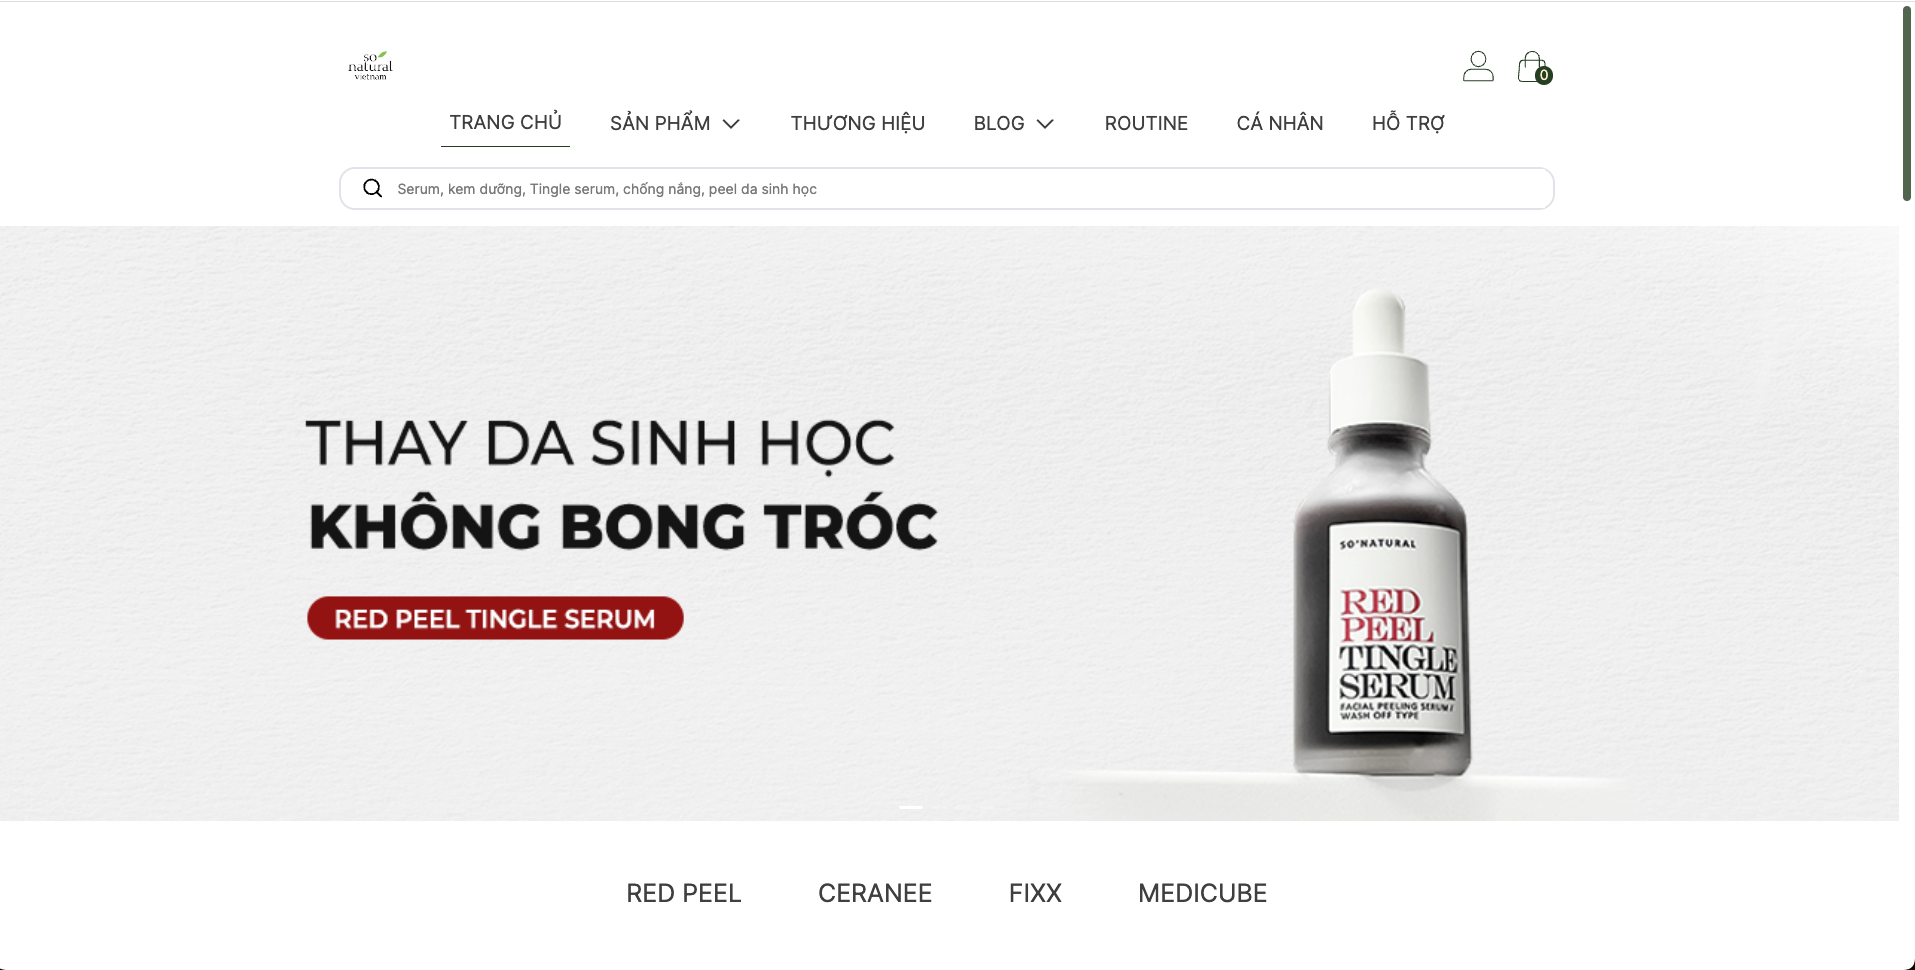 so
natural
vietnam
0
TRANG CHỦ SẢN PHẨM THƯƠNG HIỆU BLOG ROUTINE CÁ NHÂN HỖ TRỢ
Serum, kem dưỡng, Tingle serum, chống nắng, peel da sinh học
THAY DA SINH HỌC
KHÔNG BONG TRÓC
RED PEEL TINGLE SERUM
SO'NATURAL
RED
PEEL
TINGLE
SERUM
FACIAL PEELING SERUM /
WASH OFF TYPE
RED PEEL CERANEE FIXX MEDICUBE